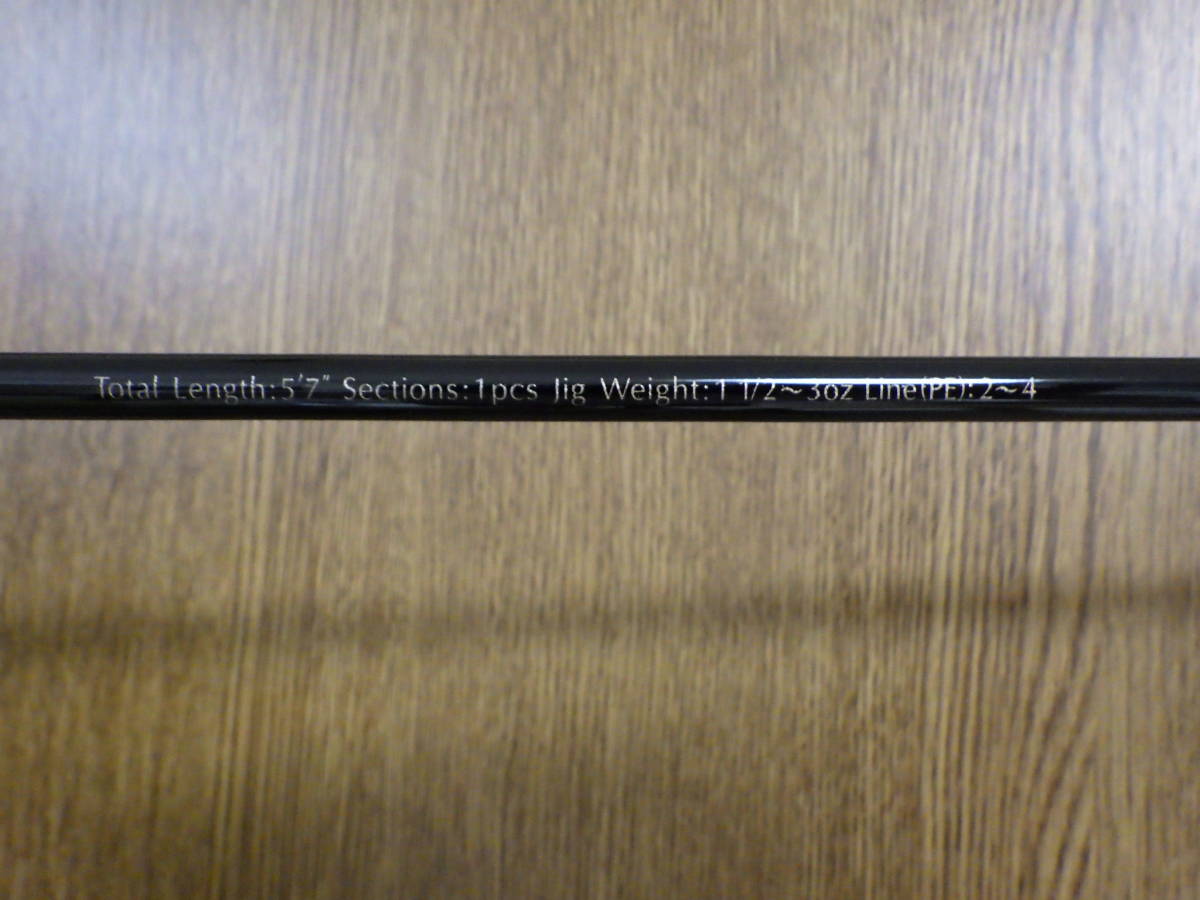 Total Length:5'7" Sections:1pcs Jig Weight:1 1/2~3oz Line(PE):2~4